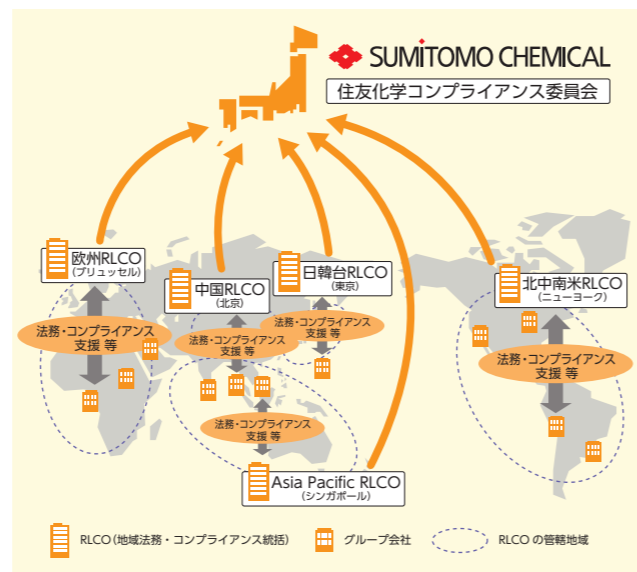 SUMITOMO CHEMICAL
住友化学コンプライアンス委員会
欧州RLCO
(ブリュッセル)
中国RLCO
(北京)
日韓台RLCO
(東京)
北中南米RLCO
(ニューヨーク)
法務・コンプライアンス
支援 等
法務・コンプライアンス
支援 等
法務・コンプライアンス
支援 等
法務・コンプライアンス
支援 等
法務・コンプライアンス
支援 等
Asia Pacific RLCO
(シンガポール)
RLCO(地域法務・コンプライアンス統括)
グループ会社
RLCOの管轄地域